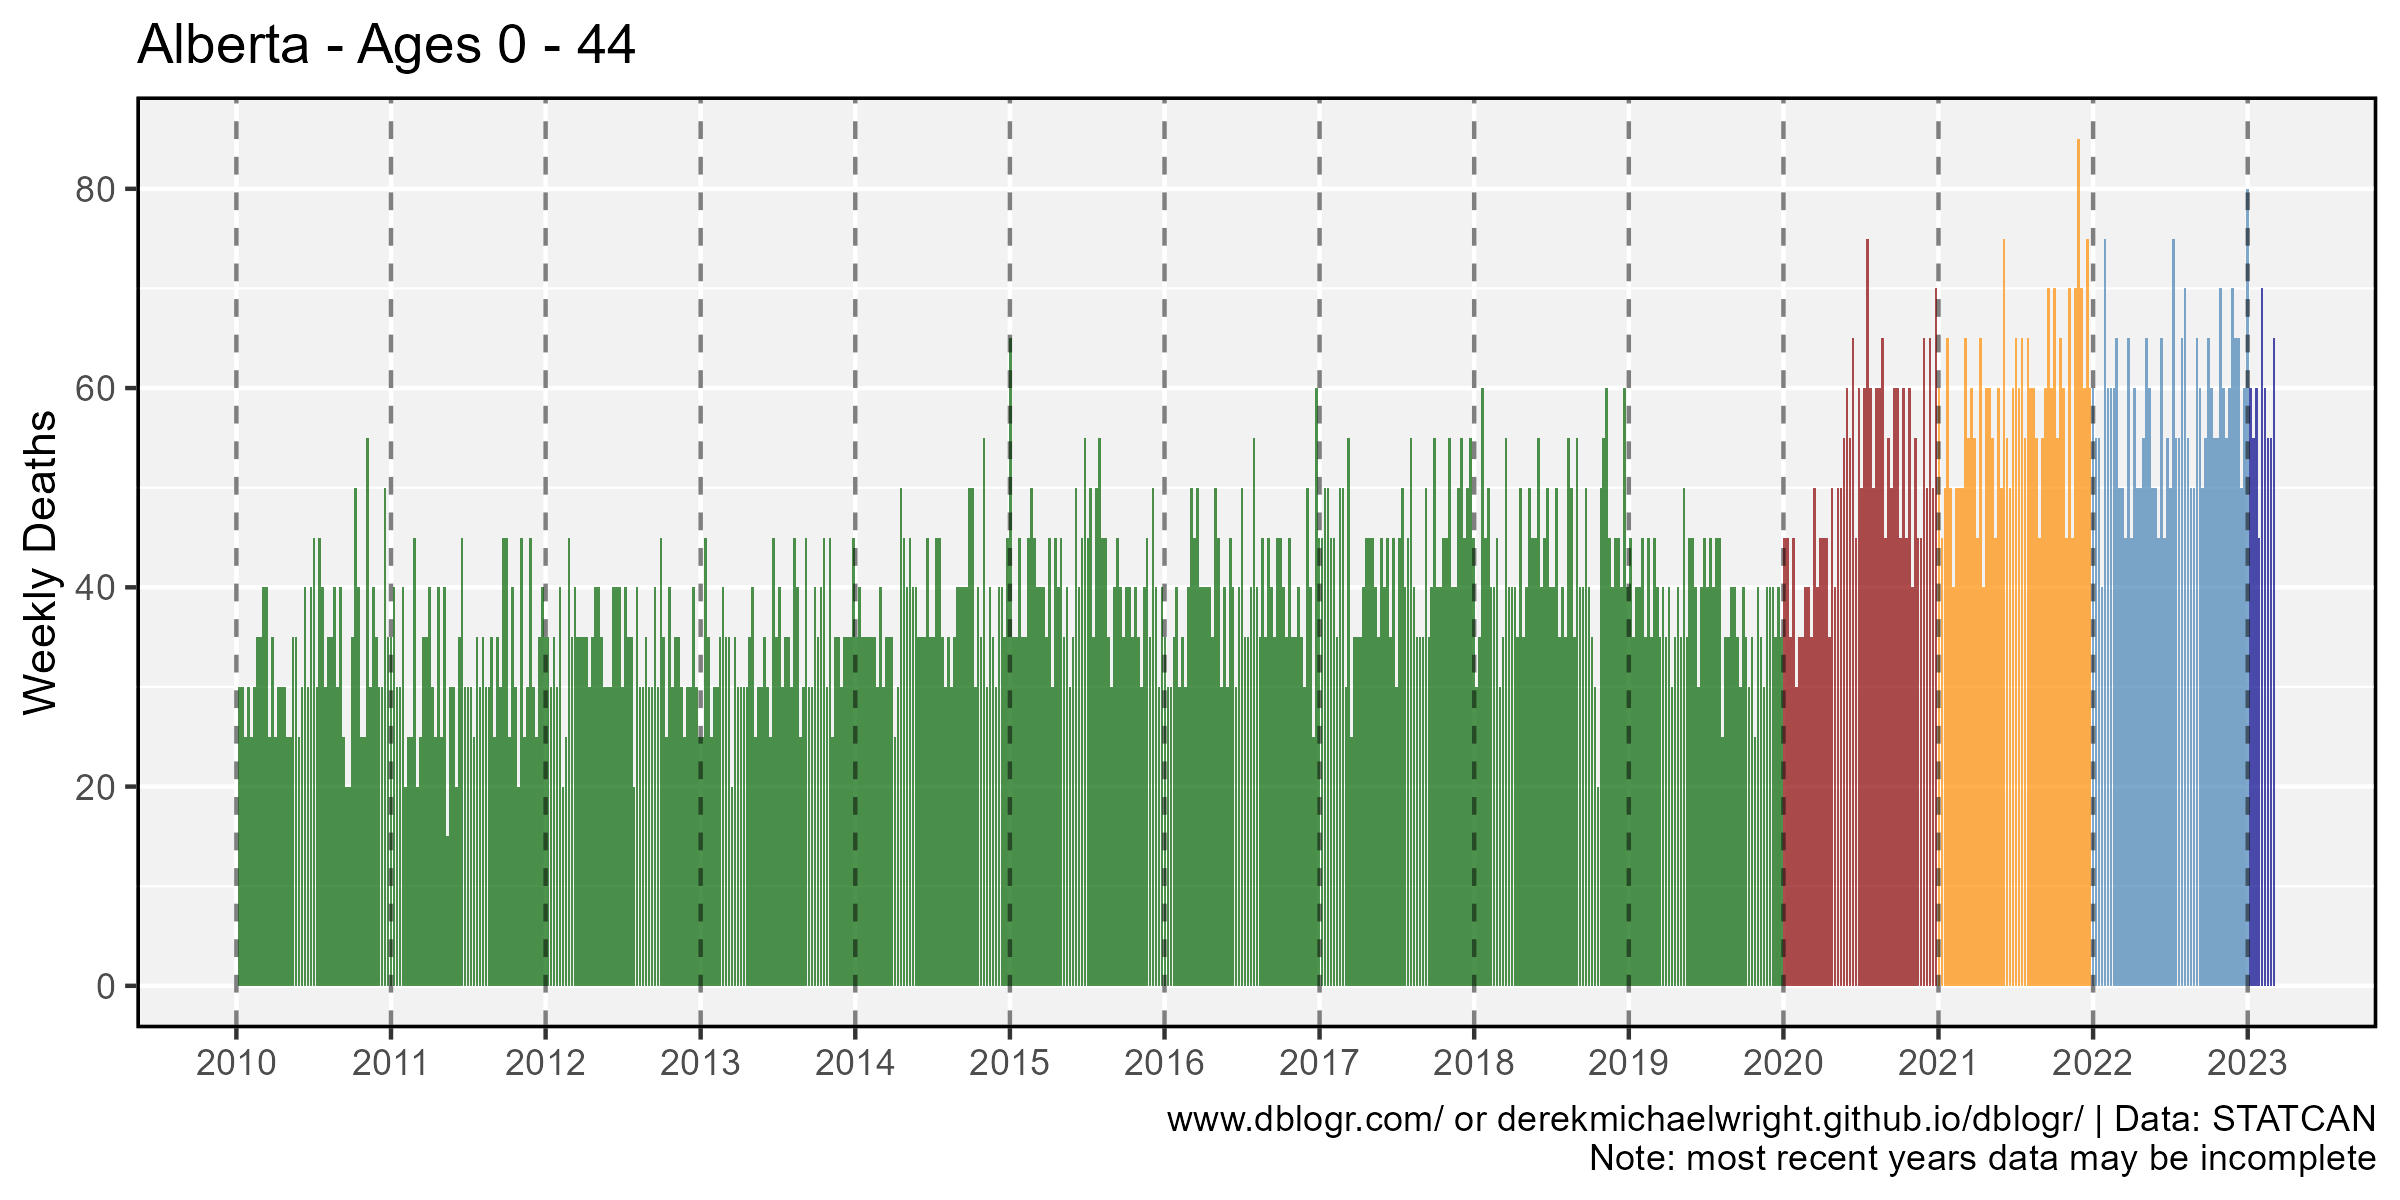 Alberta - Ages 0 - 44
Weekly Deaths
80
60
40
20
0
2010 2011 2012 2013 2014 2015 2016 2017 2018 2019 2020 2021 2022 2023
www.dblogr.com/ or derekmichaelwright.github.io/dblogr/ | Data: STATCAN
Note: most recent years data may be incomplete